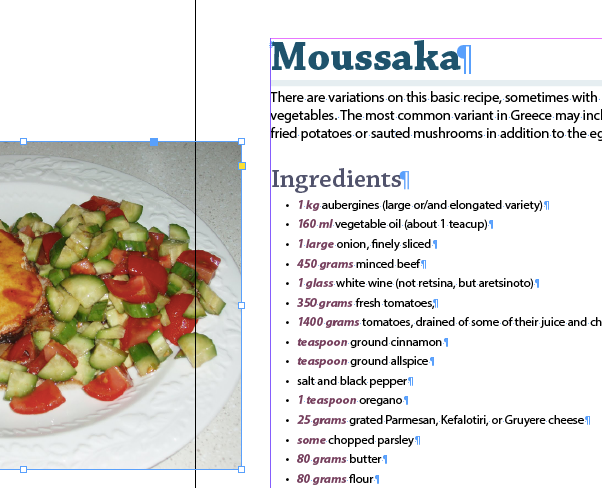 Moussaka¶
There are variations on this basic recipe, sometimes with
vegetables. The most common variant in Greece may incl
fried potatoes or sauted mushrooms in addition to the eg
Ingredients¶
• 1 kg aubergines (large or/and elongated variety)¶
• 160 ml vegetable oil (about 1 teacup)¶
• 1 large onion, finely sliced¶
• 450 grams minced beef¶
• 1 glass white wine (not retsina, but aretsinoto)¶
• 350 grams fresh tomatoes,¶
• 1400 grams tomatoes, drained of some of their juice and ch
• teaspoon ground cinnamon¶
• teaspoon ground allspice¶
• salt and black pepper¶
• 1 teaspoon oregano¶
• 25 grams grated Parmesan, Kefalotiri, or Gruyere cheese¶
• some chopped parsley¶
• 80 grams butter¶
• 80 grams flour¶